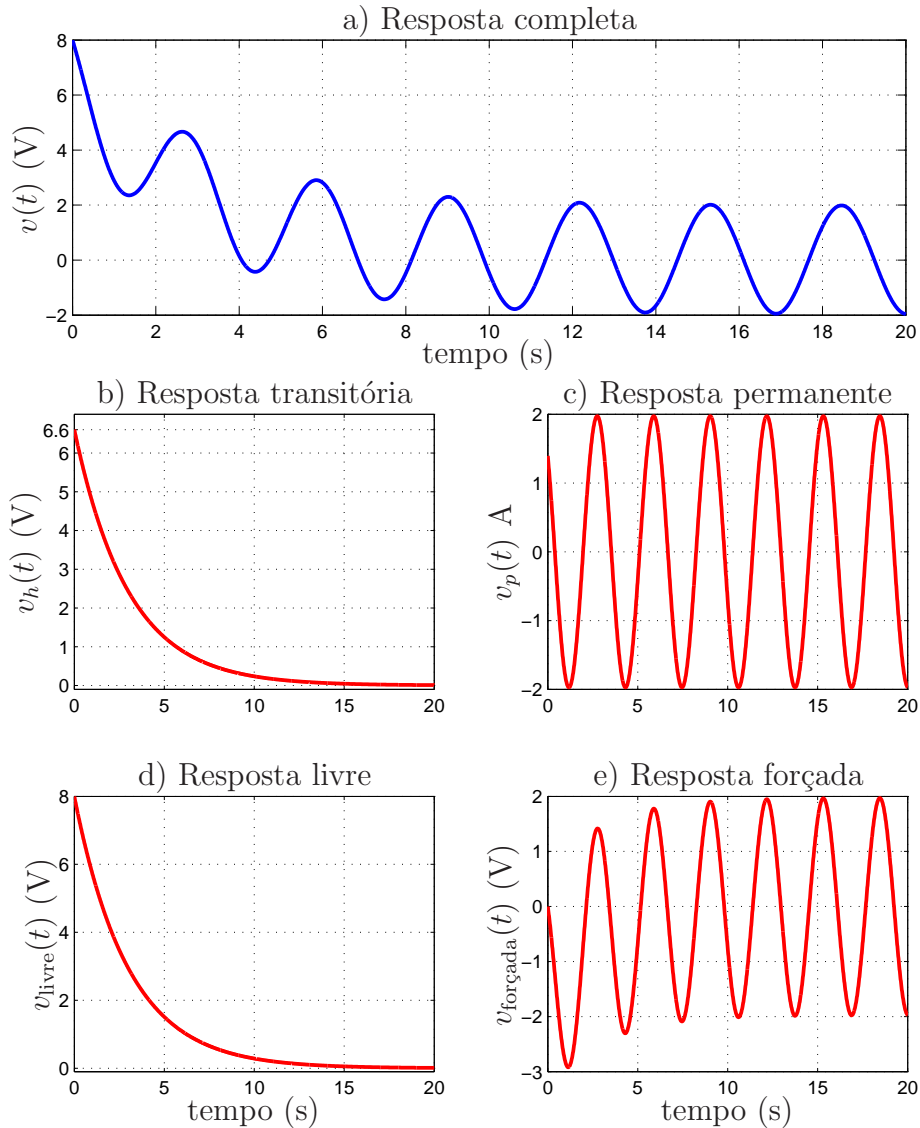 a) Resposta completa
8
6
4
2
0
−2
v(t) (V)
0 2 4 6 8 10 12 14 16 18 20
tempo (s)
b) Resposta transitória
6.6
6
5
4
3
2
1
0
v_h(t) (V)
0 5 10 15 20
c) Resposta permanente
2
1
0
−1
−2
v_p(t) A
0 5 10 15 20
d) Resposta livre
8
6
4
2
0
v_livre(t) (V)
0 5 10 15 20
tempo (s)
e) Resposta forçada
2
1
0
−1
−2
−3
v_forçada(t) (V)
0 5 10 15 20
tempo (s)